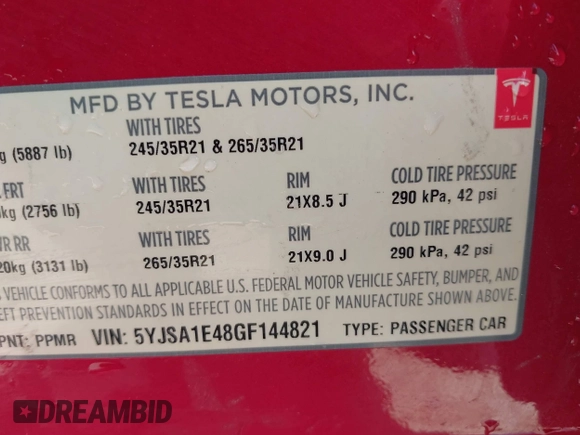 MFD BY TESLA MOTORS, INC.
TESLA
WITH TIRES
g (5887 lb) 245/35R21 & 265/35R21
FRT WITH TIRES RIM COLD TIRE PRESSURE
kg (2756 lb) 245/35R21 21X8.5 J 290 kPa, 42 psi
VR RR WITH TIRES RIM COLD TIRE PRESSURE
20kg (3131 lb) 265/35R21 21X9.0 J 290 kPa, 42 psi
VEHICLE CONFORMS TO ALL APPLICABLE U.S. FEDERAL MOTOR VEHICLE SAFETY, BUMPER, AND
EFT PREVENTION STANDARDS IN EFFECT ON THE DATE OF MANUFACTURE SHOWN ABOVE.
PNT: PPMR VIN: 5YJSA1E48GF144821 TYPE: PASSENGER CAR
DREAMBID